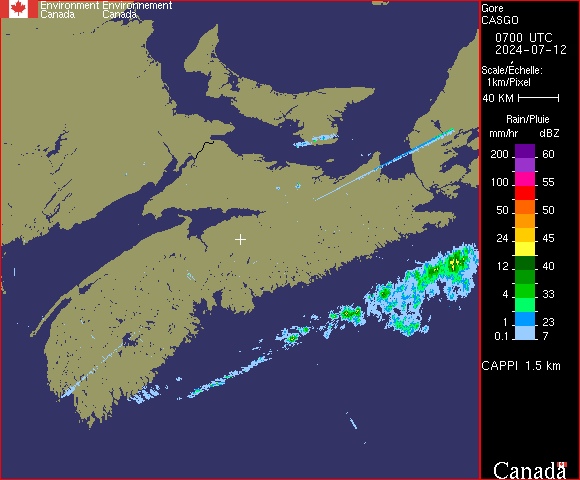 Environment Environnement
Canada Canada
Gore
CASGO
0700 UTC
2024-07-12
Scale/Échelle:
1km/Pixel
40 KM
Rain/Pluie
mm/hr dBZ
200 60
100 55
50 50
24 45
12 40
4 33
1 23
0.1 7
CAPPI 1.5 km
Canada